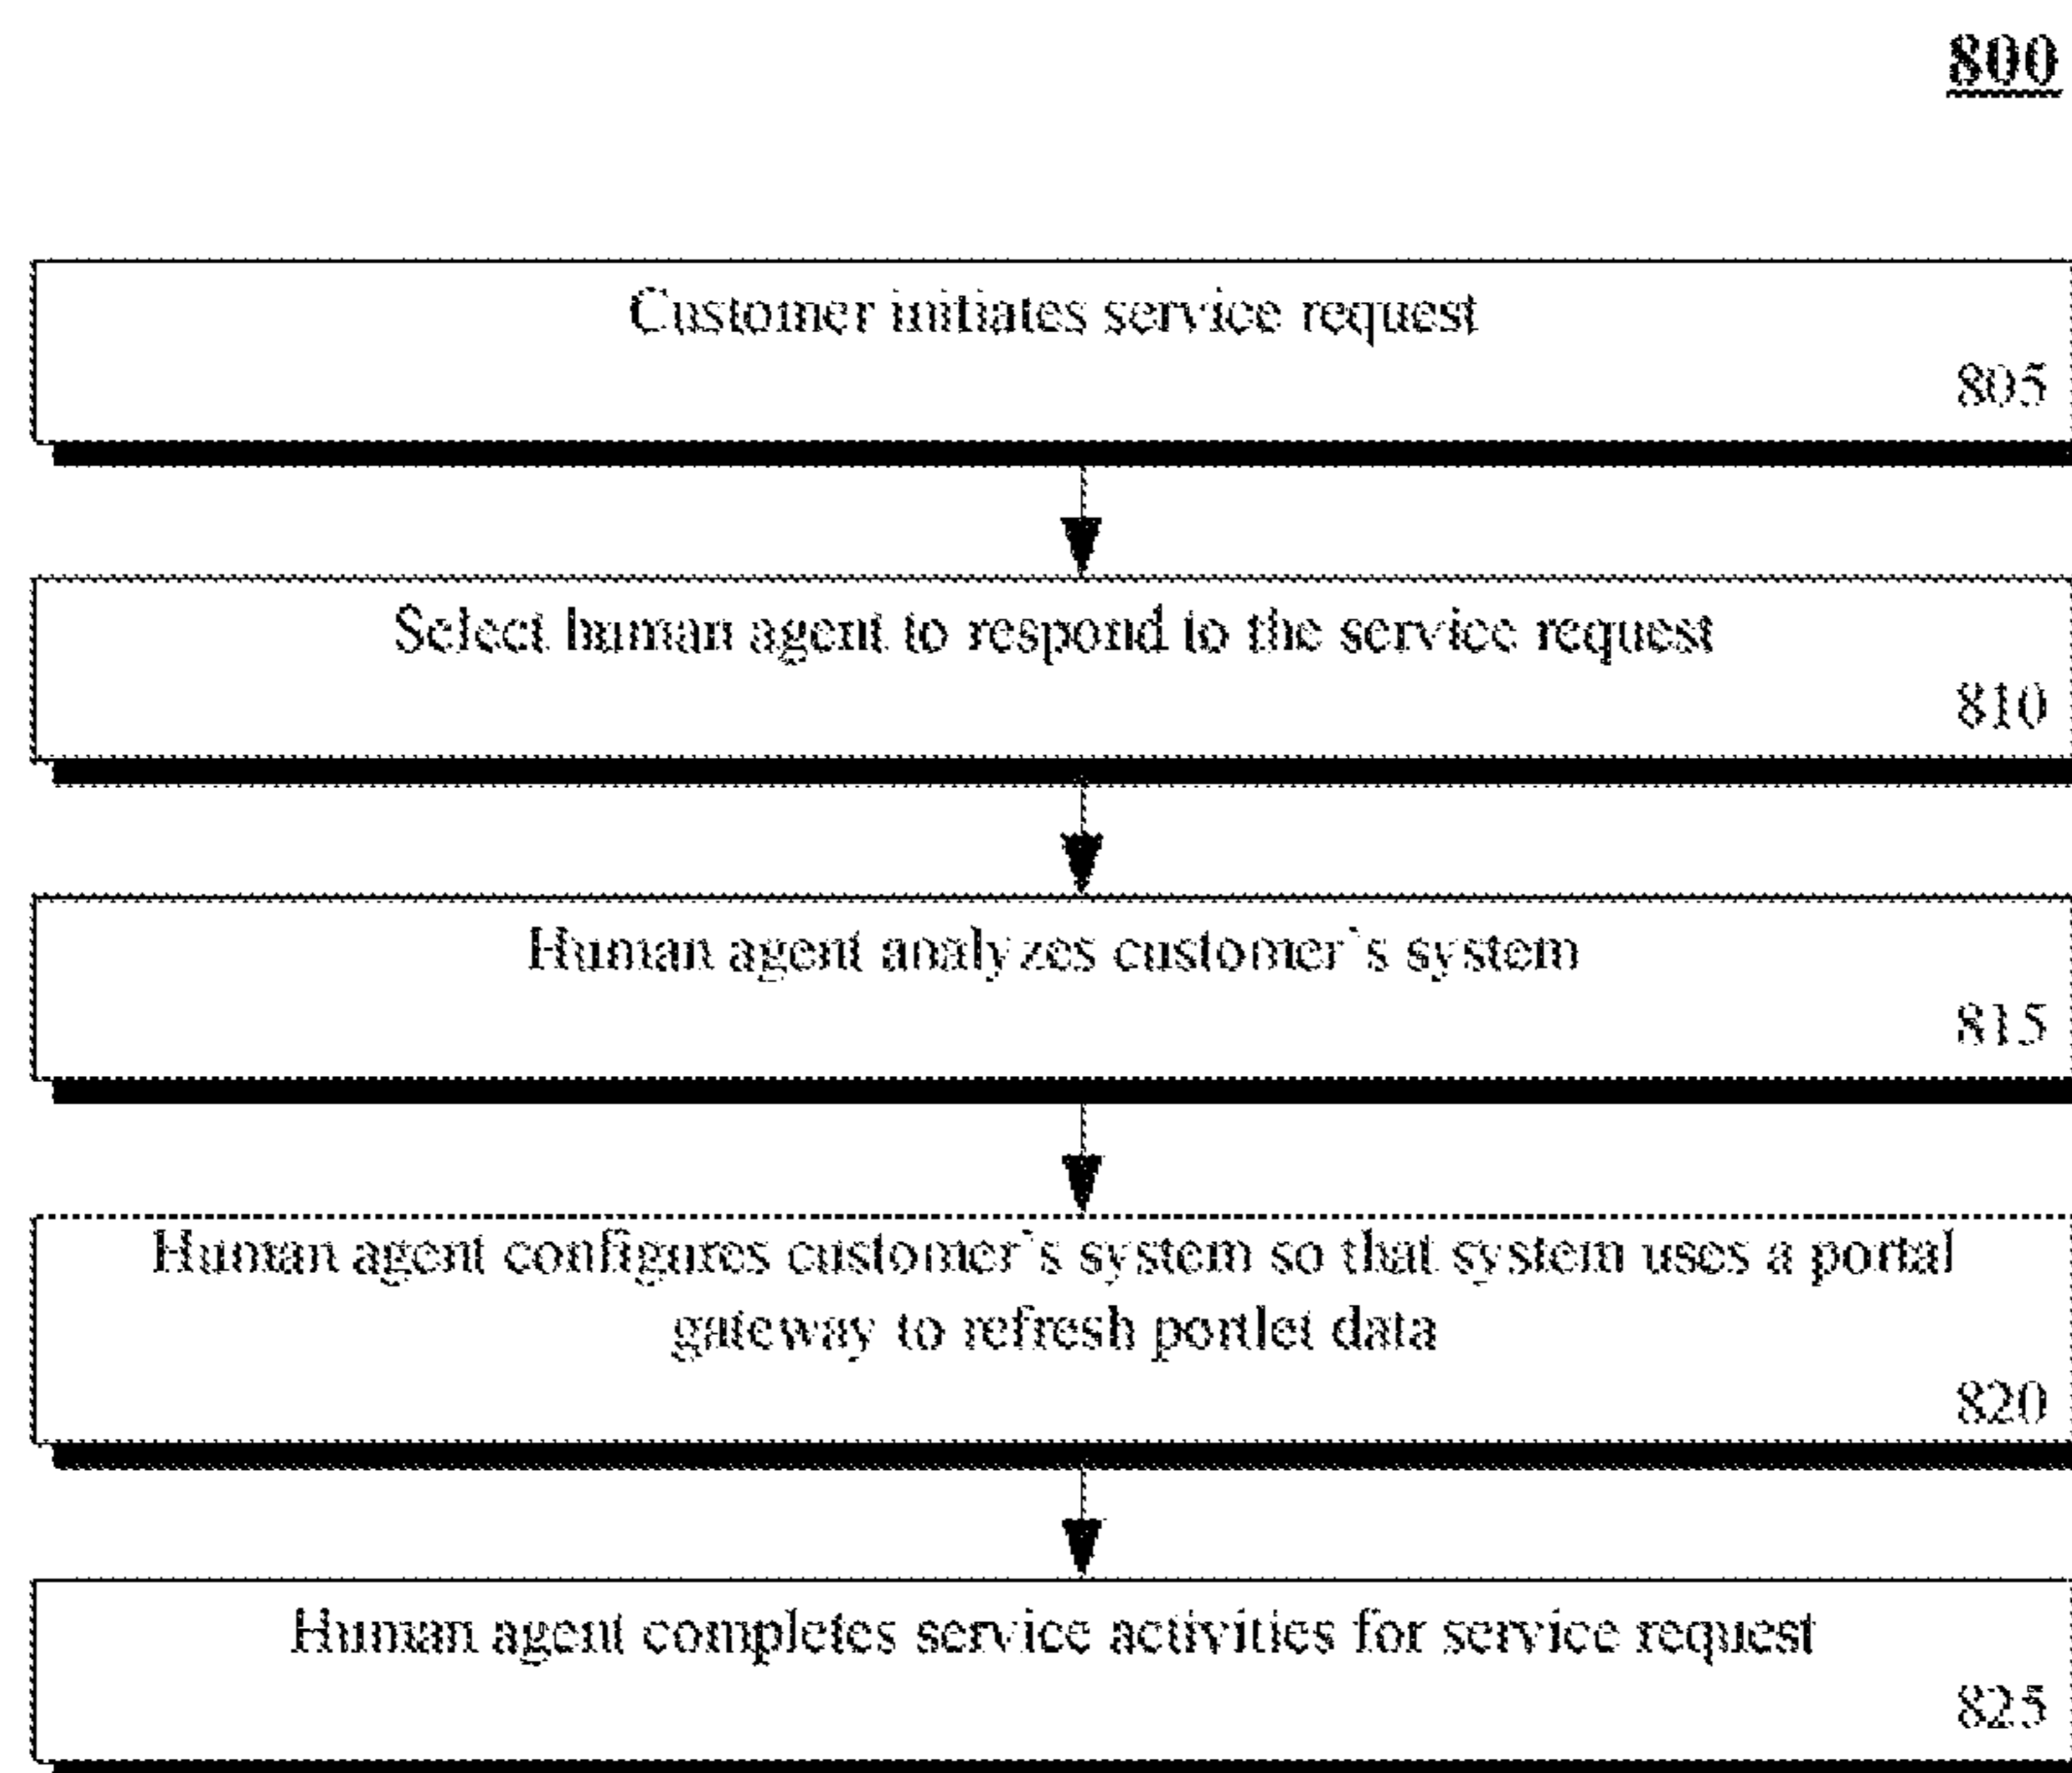 800
Customer initiates service request
805
Select human agent to respond to the service request
810
Human agent analyzes customer's system
815
Human agent configures customer's system so that system uses a portal
gateway to refresh portlet data
820
Human agent completes service activities for service request
825